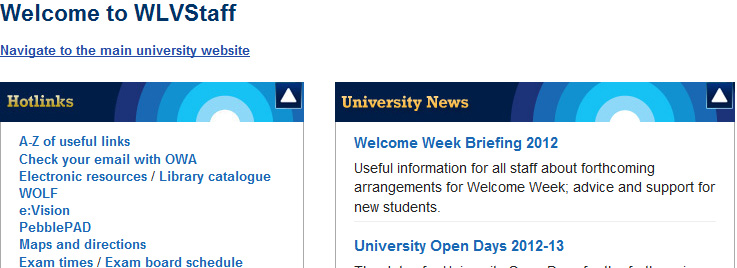 Welcome to WLVStaff
Navigate to the main university website
Hotlinks
A-Z of useful links
Check your email with OWA
Electronic resources / Library catalogue
WOLF
e:Vision
PebblePAD
Maps and directions
Exam times / Exam board schedule
University News
Welcome Week Briefing 2012
Useful information for all staff about forthcoming
arrangements for Welcome Week; advice and support for
new students.
University Open Days 2012-13